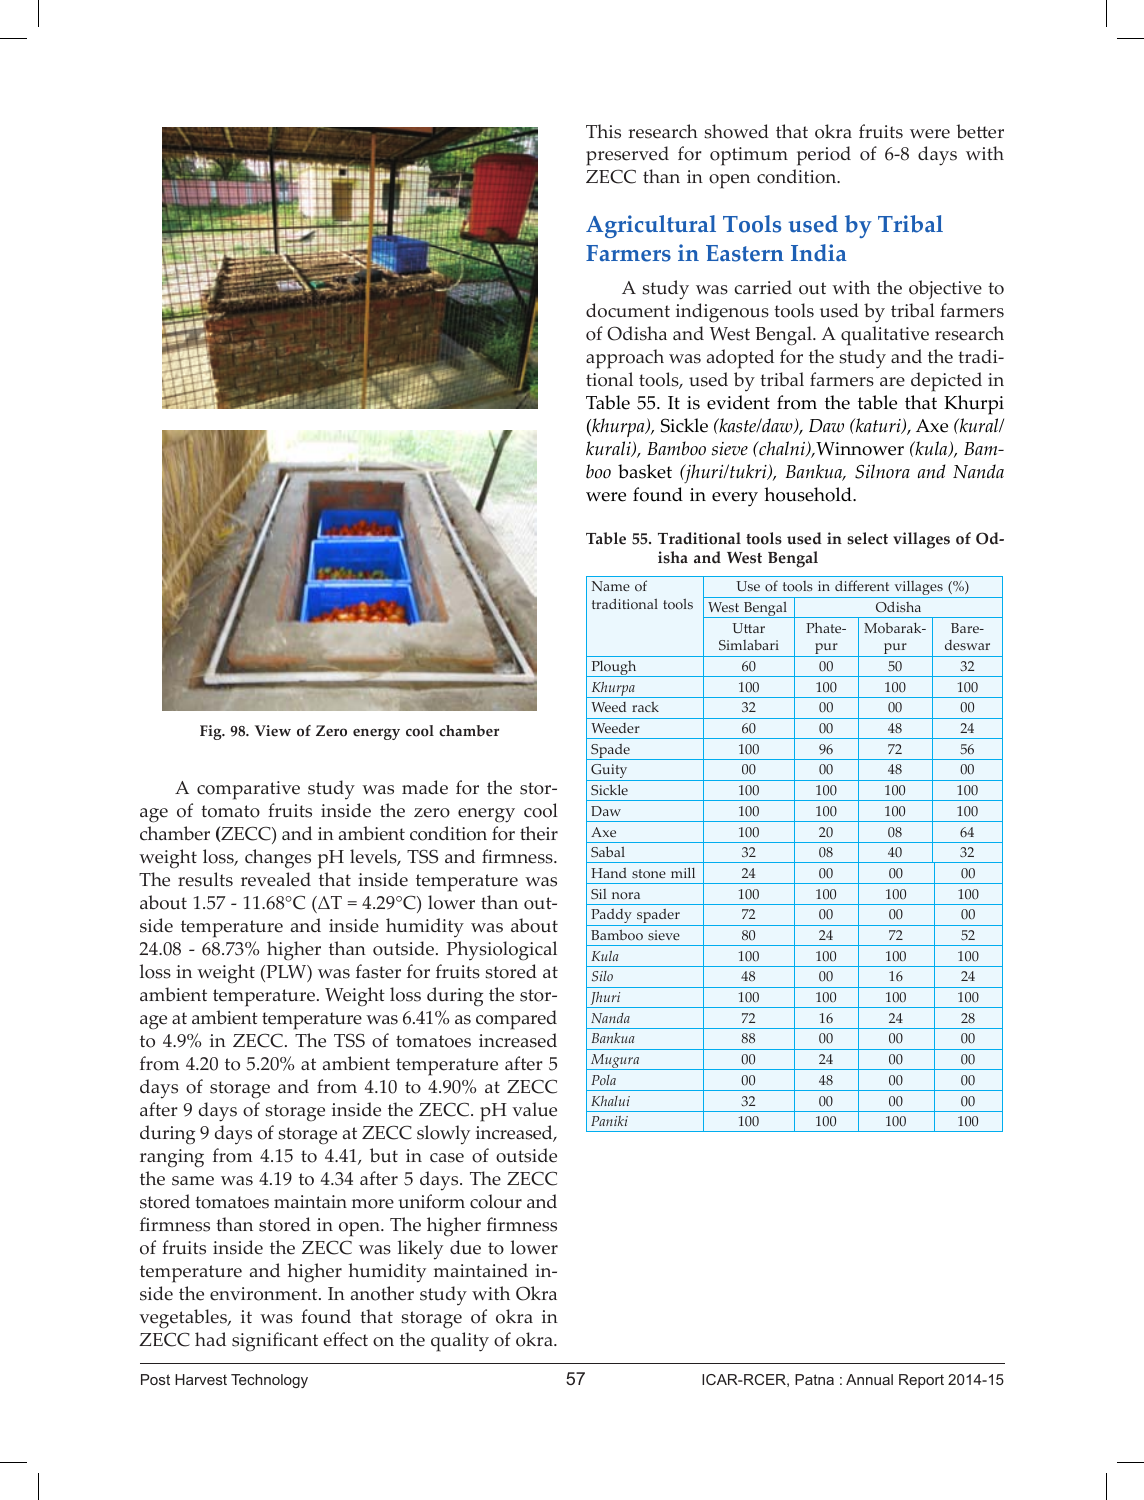 Fig. 98. View of Zero energy cool chamber
A comparative study was made for the stor-
age of tomato fruits inside the zero energy cool
chamber (ZECC) and in ambient condition for their
weight loss, changes pH levels, TSS and firmness.
The results revealed that inside temperature was
about 1.57 - 11.68°C (ΔT = 4.29°C) lower than out-
side temperature and inside humidity was about
24.08 - 68.73% higher than outside. Physiological
loss in weight (PLW) was faster for fruits stored at
ambient temperature. Weight loss during the stor-
age at ambient temperature was 6.41% as compared
to 4.9% in ZECC. The TSS of tomatoes increased
from 4.20 to 5.20% at ambient temperature after 5
days of storage and from 4.10 to 4.90% at ZECC
after 9 days of storage inside the ZECC. pH value
during 9 days of storage at ZECC slowly increased,
ranging from 4.15 to 4.41, but in case of outside
the same was 4.19 to 4.34 after 5 days. The ZECC
stored tomatoes maintain more uniform colour and
firmness than stored in open. The higher firmness
of fruits inside the ZECC was likely due to lower
temperature and higher humidity maintained in-
side the environment. In another study with Okra
vegetables, it was found that storage of okra in
ZECC had significant effect on the quality of okra.
This research showed that okra fruits were better
preserved for optimum period of 6-8 days with
ZECC than in open condition.
Agricultural Tools used by Tribal
Farmers in Eastern India
A study was carried out with the objective to
document indigenous tools used by tribal farmers
of Odisha and West Bengal. A qualitative research
approach was adopted for the study and the tradi-
tional tools, used by tribal farmers are depicted in
Table 55. It is evident from the table that Khurpi
(khurpa), Sickle (kaste/daw), Daw (katuri), Axe (kural/
kurali), Bamboo sieve (chalni),Winnower (kula), Bam-
boo basket (jhuri/tukri), Bankua, Silnora and Nanda
were found in every household.
Table 55. Traditional tools used in select villages of Od-
isha and West Bengal
Name of Use of tools in different villages (%)
traditional tools West Bengal Odisha
Uttar Phate- Mobarak- Bare-
Simlabari pur pur deswar
Plough 60 00 50 32
Khurpa 100 100 100 100
Weed rack 32 00 00 00
Weeder 60 00 48 24
Spade 100 96 72 56
Guity 00 00 48 00
Sickle 100 100 100 100
Daw 100 100 100 100
Axe 100 20 08 64
Sabal 32 08 40 32
Hand stone mill 24 00 00 00
Sil nora 100 100 100 100
Paddy spader 72 00 00 00
Bamboo sieve 80 24 72 52
Kula 100 100 100 100
Silo 48 00 16 24
Jhuri 100 100 100 100
Nanda 72 16 24 28
Bankua 88 00 00 00
Mugura 00 24 00 00
Pola 00 48 00 00
Khalui 32 00 00 00
Paniki 100 100 100 100
Post Harvest Technology 57 ICAR-RCER, Patna : Annual Report 2014-15